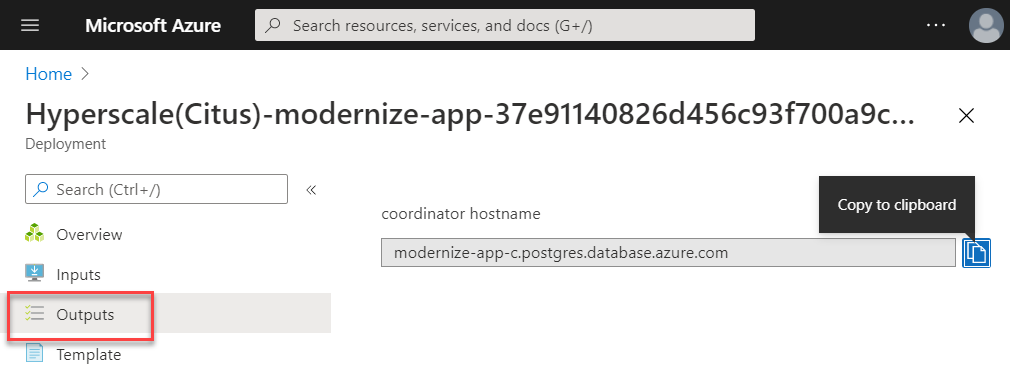 Microsoft Azure
Search resources, services, and docs (G+/)
...
Home >
Hyperscale(Citus)-modernize-app-37e91140826d456c93f700a9c...
Deployment
Search (Ctrl+/)
«
Copy to clipboard
coordinator hostname
modernize-app-c.postgres.database.azure.com
Overview
Inputs
Outputs
Template